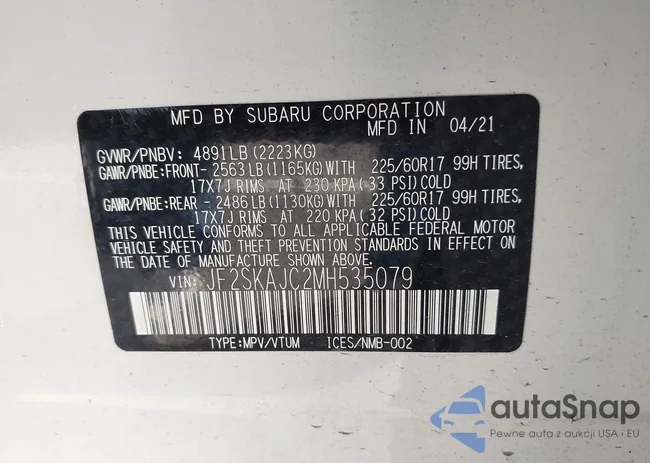 MFD BY SUBARU CORPORATION
MFD IN 04/21
GVWR/PNBV: 4891LB (2223KG)
GAWR/PNBE: FRONT- 2563LB (1165KG) WITH 225/60R17 99H TIRES,
17X7J RIMS AT 230 KPA (33 PSI) COLD
GAWR/PNBE: REAR - 2486LB (1130KG) WITH 225/60R17 99H TIRES,
17X7J RIMS AT 220 KPA (32 PSI) COLD
THIS VEHICLE CONFORMS TO ALL APPLICABLE FEDERAL MOTOR
VEHICLE SAFETY AND THEFT PREVENTION STANDARDS IN EFFECT
ON THE DATE OF MANUFACTURE SHOWN ABOVE.
VIN: JF2SKAJC2MH535079
TYPE:MPV/VTUM ICES/NMB-002
autaSnap
Pewne auta z aukcji USA i EU